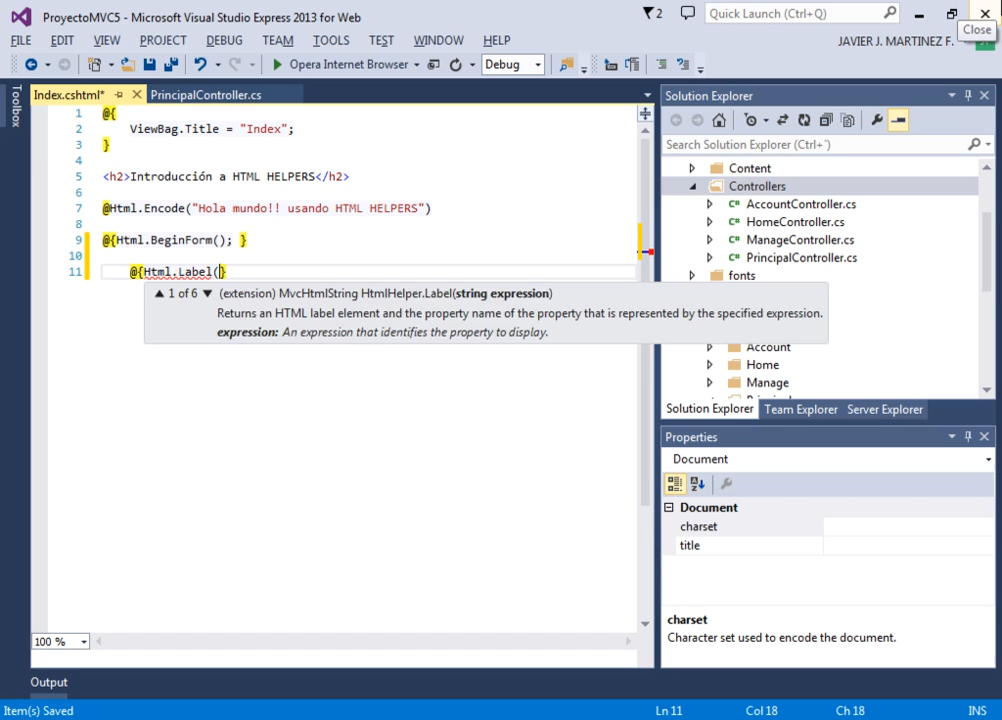 ProyectoMVC5 - Microsoft Visual Studio Express 2013 for Web
2
Quick Launch (Ctrl+Q)
Close
FILE EDIT VIEW PROJECT DEBUG TEAM TOOLS TEST WINDOW HELP
JAVIER J. MARTINEZ F.
Opera Internet Browser
Debug
Toolbox
Index.cshtml*
PrincipalController.cs
1 @{
2 ViewBag.Title = "Index";
3 }
4
5 <h2>Introducción a HTML HELPERS</h2>
6
7 @Html.Encode("Hola mundo!! usando HTML HELPERS")
8
9 @{Html.BeginForm(); }
10
11 @{Html.Label(}
1 of 6 (extension) MvcHtmlString HtmlHelper.Label(string expression)
Returns an HTML label element and the property name of the property that is represented by the specified expression.
expression: An expression that identifies the property to display.
100 %
Solution Explorer
Search Solution Explorer (Ctrl+´)
Content
Controllers
C# AccountController.cs
C# HomeController.cs
C# ManageController.cs
C# PrincipalController.cs
fonts
Account
Home
Manage
Solution Explorer Team Explorer Server Explorer
Properties
Document
Document
charset
title
charset
Character set used to encode the document.
Output
Item(s) Saved
Ln 11 Col 18 Ch 18 INS